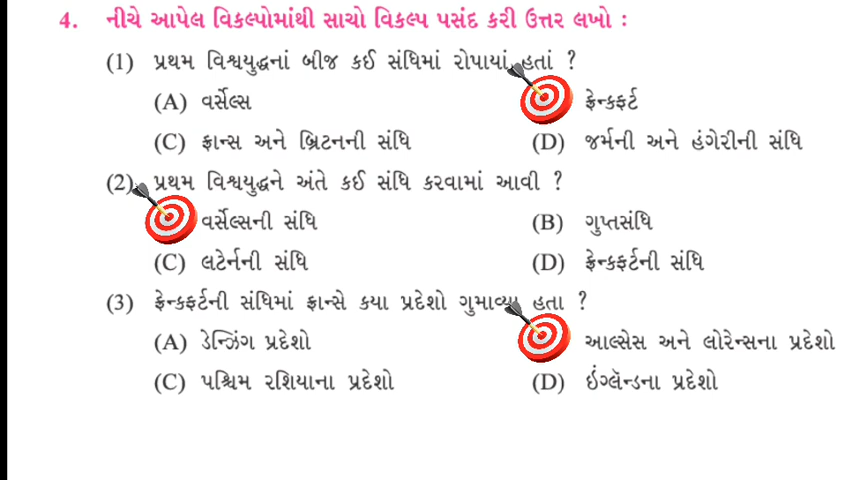 4. નીચે આપેલ વિકલ્પોમાંથી સાચો વિકલ્પ પસંદ કરી ઉત્તર લખો :
(1) પ્રથમ વિશ્વયુદ્ધનાં બીજ કઈ સંધિમાં રોપાયાં હતાં ?
(A) વર્સેલ્સ ફ્રેન્કફર્ટ
(C) ફ્રાન્સ અને બ્રિટનની સંધિ (D) જર્મની અને હંગેરીની સંધિ
(2) પ્રથમ વિશ્વયુદ્ધને અંતે કઈ સંધિ કરવામાં આવી ?
વર્સેલ્સની સંધિ (B) ગુપ્તસંધિ
(C) લટેર્નની સંધિ (D) ફ્રેન્કફર્ટની સંધિ
(3) ફ્રેન્કફર્ટની સંધિમાં ફ્રાન્સે કયા પ્રદેશો ગુમાવ્યા હતા ?
(A) ડેન્ઝિંગ પ્રદેશો આલ્સેસ અને લોરેન્સના પ્રદેશો
(C) પશ્ચિમ રશિયાના પ્રદેશો (D) ઇંગ્લૅન્ડના પ્રદેશો